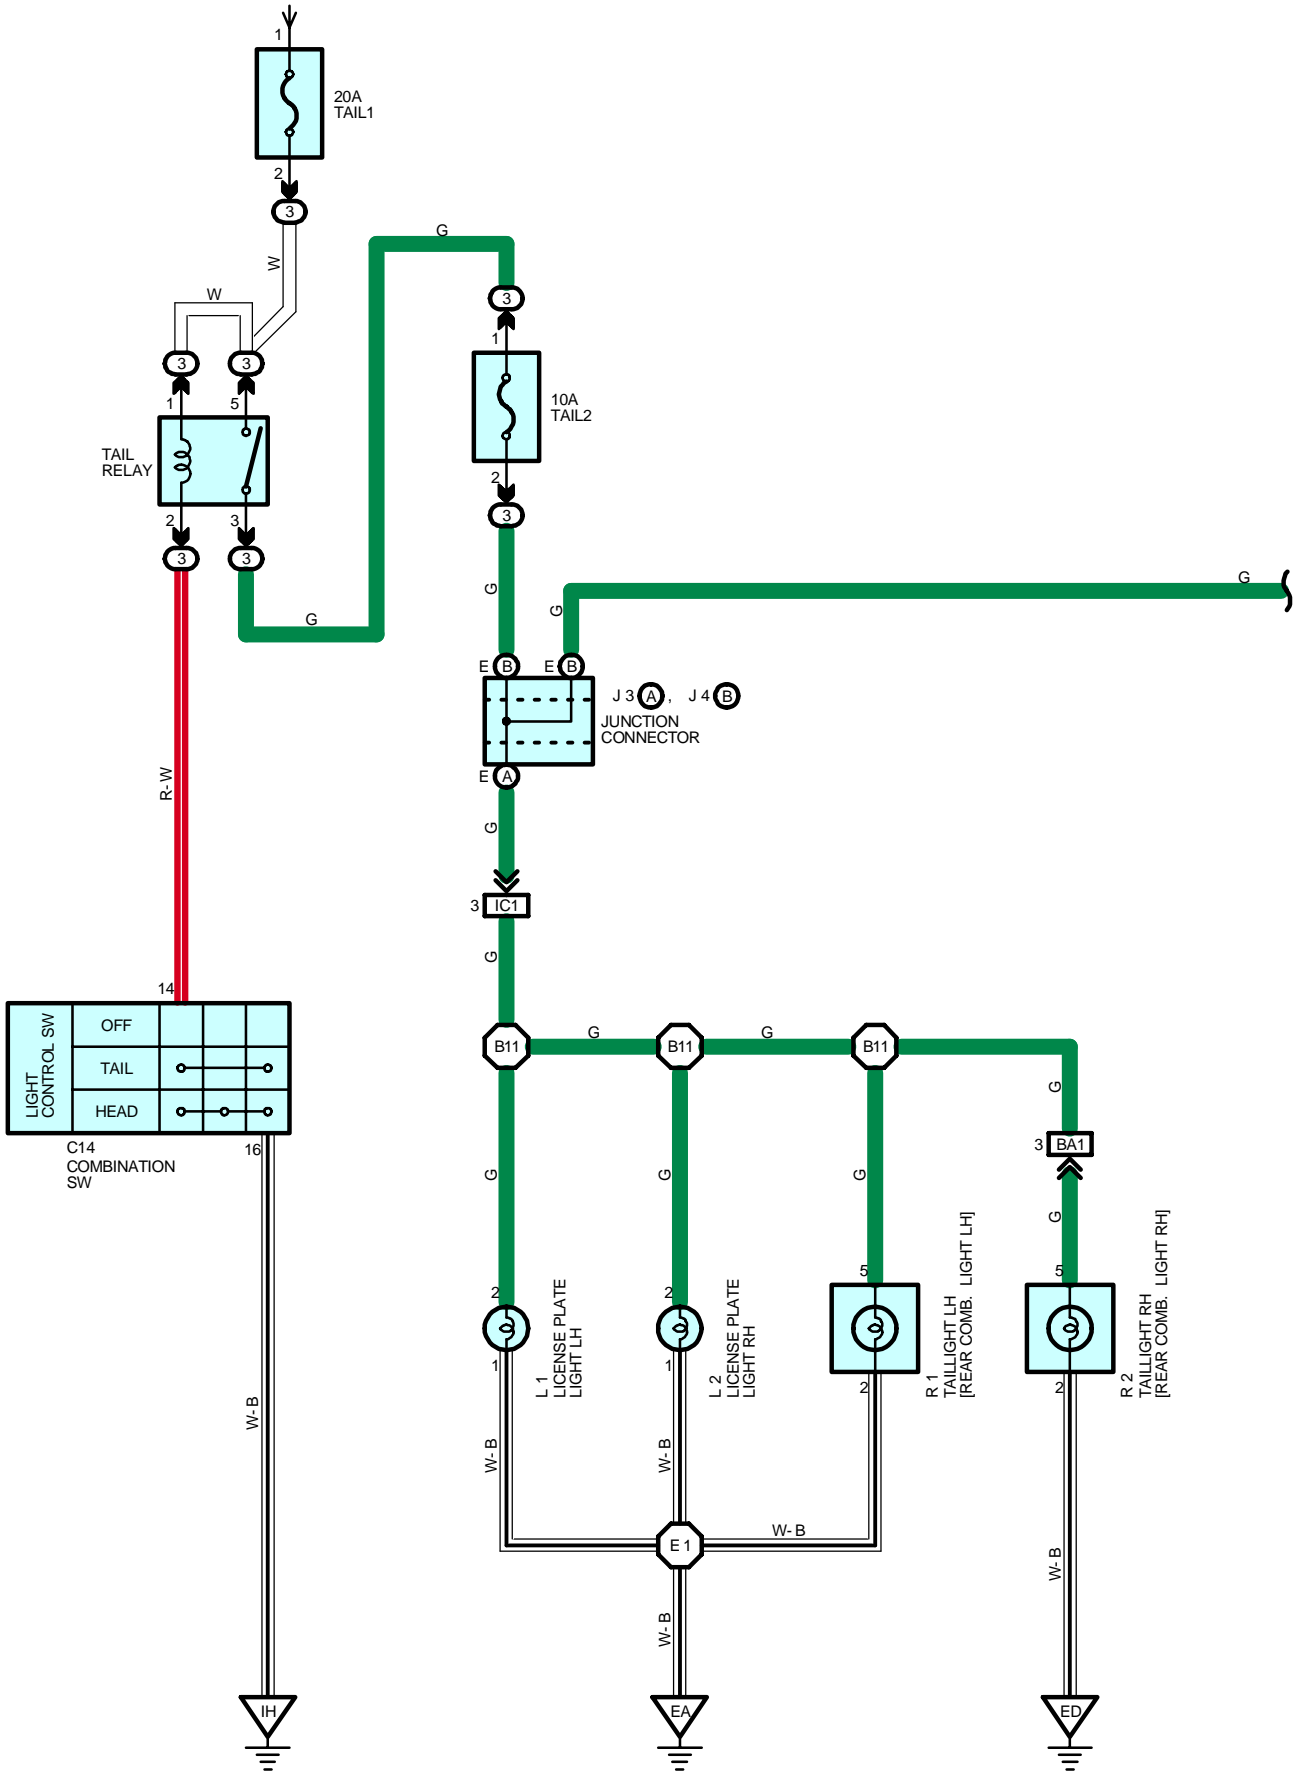 1
20A
TAIL1
2
3
W
G
W
3
3
3
1
1
5
TAIL
RELAY
10A
TAIL2
2
2
3
3
3
3
G
G
G
G
E B
E B
J 3 A , J 4 B
JUNCTION
CONNECTOR
E A
R-W
G
3 IC1
G
14
LIGHT
CONTROL SW
OFF
TAIL
HEAD
C14
COMBINATION
SW
16
B11
G
B11
G
B11
G
3 BA1
G
G
G
G
2
2
5
5
L 1
LICENSE PLATE
LIGHT LH
L 2
LICENSE PLATE
LIGHT RH
R 1
TAILLIGHT LH
[REAR COMB. LIGHT LH]
R 2
TAILLIGHT RH
[REAR COMB. LIGHT RH]
1
1
2
2
W-B
W-B
W-B
W-B
E 1
W-B
W-B
IH
EA
ED